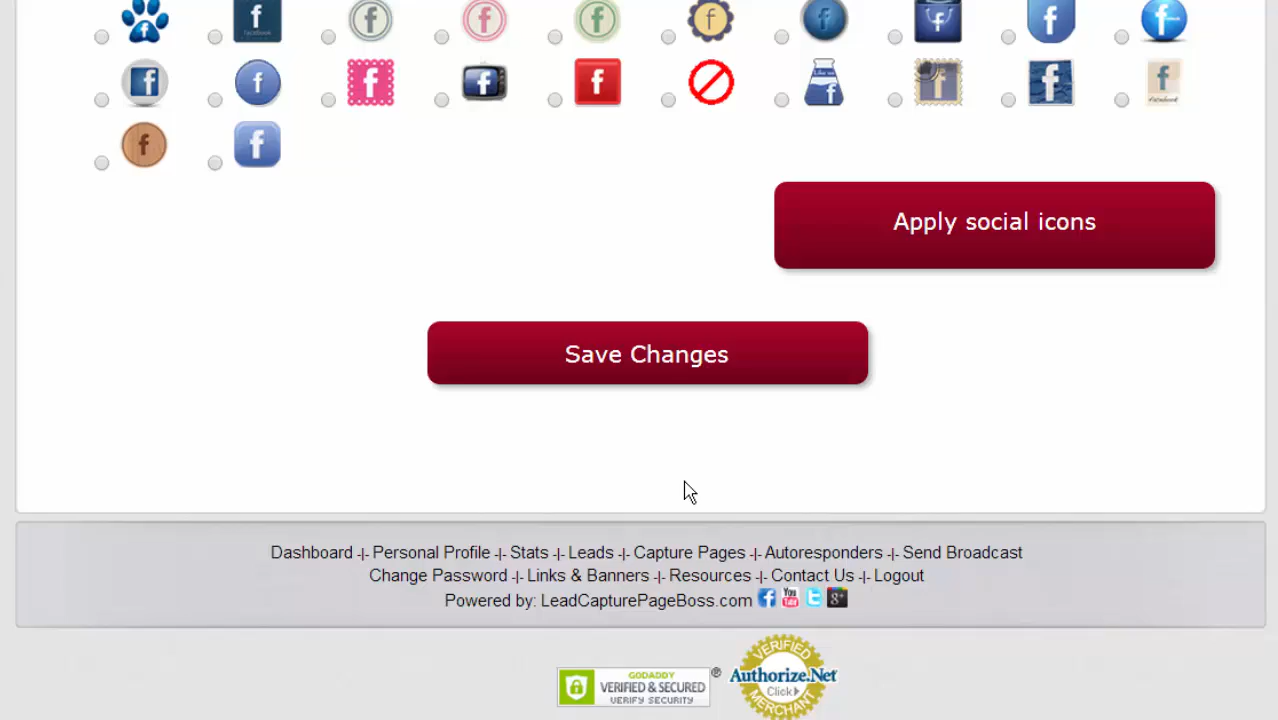 Apply social icons
Save Changes
Dashboard -|- Personal Profile -|- Stats -|- Leads -|- Capture Pages -|- Autoresponders -|- Send Broadcast
Change Password -|- Links & Banners -|- Resources -|- Contact Us -|- Logout
Powered by: LeadCapturePageBoss.com
GODADDY
VERIFIED & SECURED
VERIFY SECURITY
®
VERIFIED
Authorize.Net
Click
MERCHANT